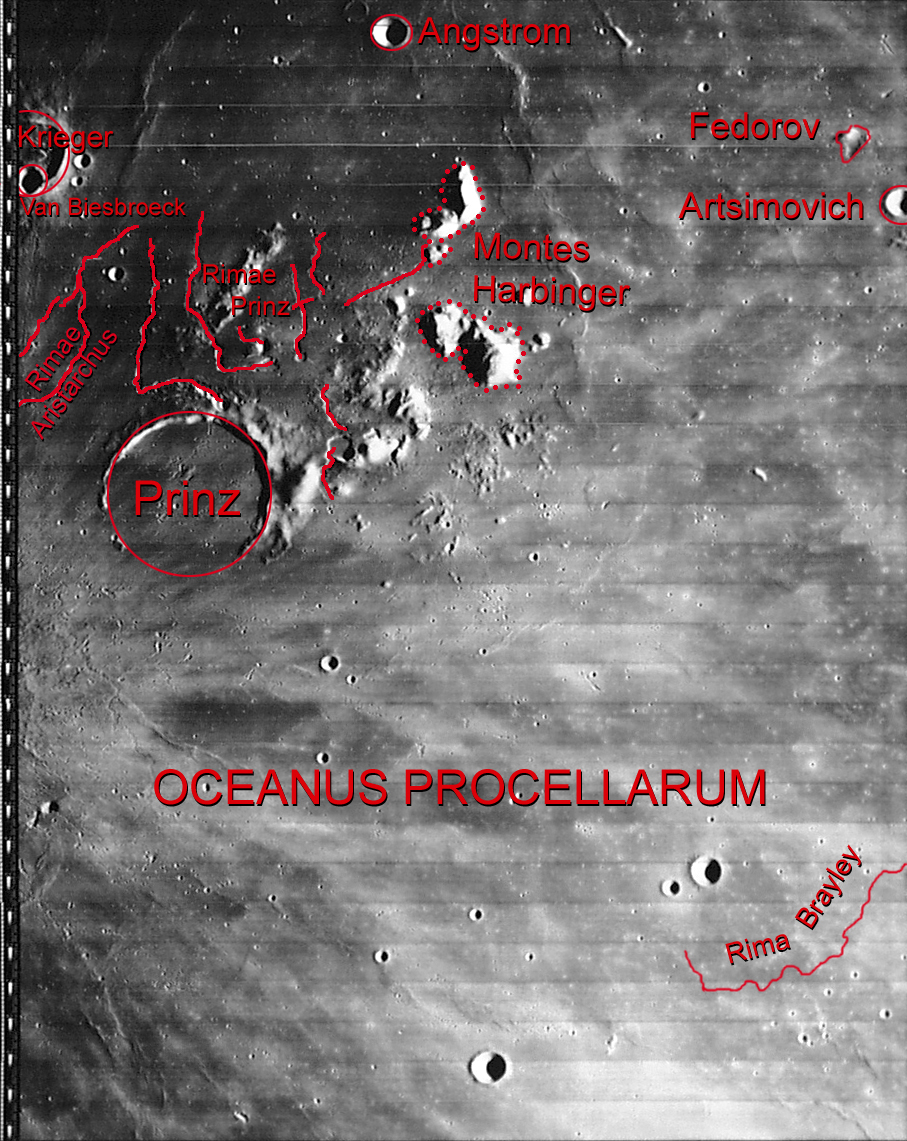 Angstrom
Krieger
Fedorov
Van Biesbroeck
Artsimovich
Montes
Harbinger
Rimae
Prinz
Rimae
Aristarchus
Prinz
OCEANUS PROCELLARUM
Rima Brayley